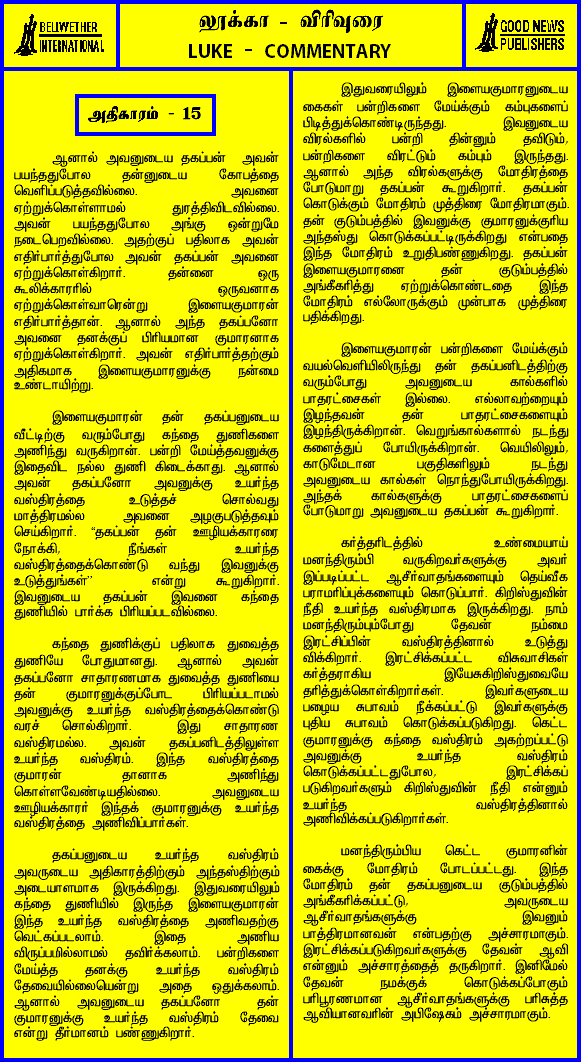 BELIWETHER
INTERNATIONAL
லூக்கா - விரிவுரை
LUKE - COMMENTARY
GOOD NEWS
PUBLISHERS
அதிகாரம் - 15
ஆனால் அவனுடைய தகப்பன் அவன்
பயந்ததுபோல தன்னுடைய கோபத்தை
வெளிப்படுத்தவில்லை. அவனை
ஏற்றுக்கொள்ளாமல் துரத்திவிடவில்லை.
அவன் பயந்ததுபோல அங்கு ஒன்றுமே
நடைபெறவில்லை. அதற்குப் பதிலாக அவன்
எதிர்பார்த்துபோல அவன் தகப்பன் அவனை
ஏற்றுக்கொள்கிறார். தன்னை ஒரு
கூலிக்காரரில் ஒருவனாக
ஏற்றுக்கொள்வாரென்று இளையகுமாரன்
எதிர்பார்த்தான். ஆனால் அந்த தகப்பனோ
அவனை தனக்குப் பிரியமான குமாரனாக
ஏற்றுக்கொள்கிறார். அவன் எதிர்பார்த்தற்கும்
அதிகமாக இளையகுமாரனுக்கு நன்மை
உண்டாயிற்று.
இளையகுமாரன் தன் தகப்பனுடைய
வீட்டிற்கு வரும்போது கந்தை துணிகளை
அணிந்து வருகிறான். பன்றி மேய்த்தவனுக்கு
இதைவிட நல்ல துணி கிடைக்காது. ஆனால்
அவன் தகப்பனோ அவனுக்கு உயர்ந்த
வஸ்திரத்தை உடுத்தச் சொல்வது
மாத்திரமல்ல அவனை அழகுபடுத்தவும்
செய்கிறார். "தகப்பன் தன் ஊழியக்காரரை
நோக்கி, நீங்கள் உயர்ந்த
வஸ்திரத்தைக்கொண்டு வந்து இவனுக்கு
உடுத்துங்கள்" என்று கூறுகிறார்.
இவனுடைய தகப்பன் இவனை கந்தை
துணியில் பார்க்க பிரியப்படவில்லை.
கந்தை துணிக்குப் பதிலாக துவைத்த
துணியே போதுமானது. ஆனால் அவன்
தகப்பனோ சாதாரணமாக துவைத்த துணியை
தன் குமாரனுக்குப்போட பிரியப்படாமல்
அவனுக்கு உயர்ந்த வஸ்திரத்தைக்கொண்டு
வரச் சொல்கிறார். இது சாதாரண
வஸ்திரமல்ல. அவன் தகப்பனிடத்திலுள்ள
உயர்ந்த வஸ்திரம். இந்த வஸ்திரத்தை
குமாரன் தானாக அணிந்து
கொள்ளவேண்டியதில்லை. அவனுடைய
ஊழியக்காரர் இந்தக் குமாரனுக்கு உயர்ந்த
வஸ்திரத்தை அணிவிப்பார்கள்.
தகப்பனுடைய உயர்ந்த வஸ்திரம்
அவருடைய அதிகாரத்திற்கும் அந்தஸ்திற்கும்
அடையாளமாக இருக்கிறது. இதுவரையிலும்
கந்தை துணியில் இருந்த இளையகுமாரன்
இந்த உயர்ந்த வஸ்திரத்தை அணிவதற்கு
வெட்கப்படலாம். இதை அணிய
விருப்பமில்லாமல் தவிர்க்கலாம். பன்றிகளை
மேய்த்த தனக்கு உயர்ந்த வஸ்திரம்
தேவையில்லையென்று அதை ஒதுக்கலாம்.
ஆனால் அவனுடைய தகப்பனோ தன்
குமாரனுக்கு உயர்ந்த வஸ்திரம் தேவை
என்று தீர்மானம் பண்ணுகிறார்.
இதுவரையிலும் இளையகுமாரனுடைய
கைகள் பன்றிகளை மேய்க்கும் கம்புகளைப்
பிடித்துக்கொண்டிருந்தது. இவனுடைய
விரல்களில் பன்றி தின்னும் தவிடும்,
பன்றிகளை விரட்டும் கம்பும் இருந்தது.
ஆனால் அந்த விரல்களுக்கு மோதிரத்தை
போடுமாறு தகப்பன் கூறுகிறார். தகப்பன்
கொடுக்கும் மோதிரம் முத்திரை மோதிரமாகும்.
தன் குடும்பத்தில் இவனுக்கு குமாரனுக்குரிய
அந்தஸ்து கொடுக்கப்பட்டிருக்கிறது என்பதை
இந்த மோதிரம் உறுதிபண்ணுகிறது. தகப்பன்
இளையகுமாரனை தன் குடும்பத்தில்
அங்கீகரித்து ஏற்றுக்கொண்டதை இந்த
மோதிரம் எல்லோருக்கும் முன்பாக முத்திரை
பதிக்கிறது.
இளையகுமாரன் பன்றிகளை மேய்க்கும்
வயல்வெளியிலிருந்து தன் தகப்பனிடத்திற்கு
வரும்போது அவனுடைய கால்களில்
பாதரட்சைகள் இல்லை. எல்லாவற்றையும்
இழந்தவன் தன் பாதரட்சைகளையும்
இழந்திருக்கிறான். வெறுங்கால்களால் நடந்து
களைத்துப் போயிருக்கிறான். வெயிலிலும்,
காடுமேடான பகுதிகளிலும் நடந்து
அவனுடைய கால்கள் நொந்துபோயிருக்கிறது.
அந்தக் கால்களுக்கு பாதரட்சைகளைப்
போடுமாறு அவனுடைய தகப்பன் கூறுகிறார்.
கர்த்தரிடத்தில் உண்மையாய்
மனந்திரும்பி வருகிறவர்களுக்கு அவர்
இப்படிப்பட்ட ஆசீர்வாதங்களையும் தெய்வீக
பராமரிப்புக்களையும் கொடுப்பார். கிறிஸ்துவின்
நீதி உயர்ந்த வஸ்திரமாக இருக்கிறது. நாம்
மனந்திரும்பும்போது தேவன் நம்மை
இரட்சிப்பின் வஸ்திரத்தினால் உடுத்து
விக்கிறார். இரட்சிக்கப்பட்ட விசுவாசிகள்
கர்த்தராகிய இயேசுகிறிஸ்துவையே
தரித்துக்கொள்கிறார்கள். இவர்களுடைய
பழைய சுபாவம் நீக்கப்பட்டு இவர்களுக்கு
புதிய சுபாவம் கொடுக்கப்படுகிறது. கெட்ட
குமாரனுக்கு கந்தை வஸ்திரம் அகற்றப்பட்டு
அவனுக்கு உயர்ந்த வஸ்திரம்
கொடுக்கப்பட்டதுபோல, இரட்சிக்கப்
படுகிறவர்களும் கிறிஸ்துவின் நீதி என்னும்
உயர்ந்த வஸ்திரத்தினால்
அணிவிக்கப்படுகிறார்கள்.
மனந்திரும்பிய கெட்ட குமாரனின்
கைக்கு மோதிரம் போடப்பட்டது. இந்த
மோதிரம் தன் தகப்பனுடைய குடும்பத்தில்
அங்கீகரிக்கப்பட்டு, அவருடைய
ஆசீர்வாதங்களுக்கு இவனும்
பாத்திரமானவன் என்பதற்கு அச்சாரமாகும்.
இரட்சிக்கப்படுகிறவர்களுக்கு தேவன் ஆவி
என்னும் அச்சாரத்தைத் தருகிறார். இனிமேல்
தேவன் நமக்குக் கொடுக்கப்போகும்
பரிபூரணமான ஆசீர்வாதங்களுக்கு பரிசுத்த
ஆவியானவரின் அபிஷேகம் அச்சாரமாகும்.